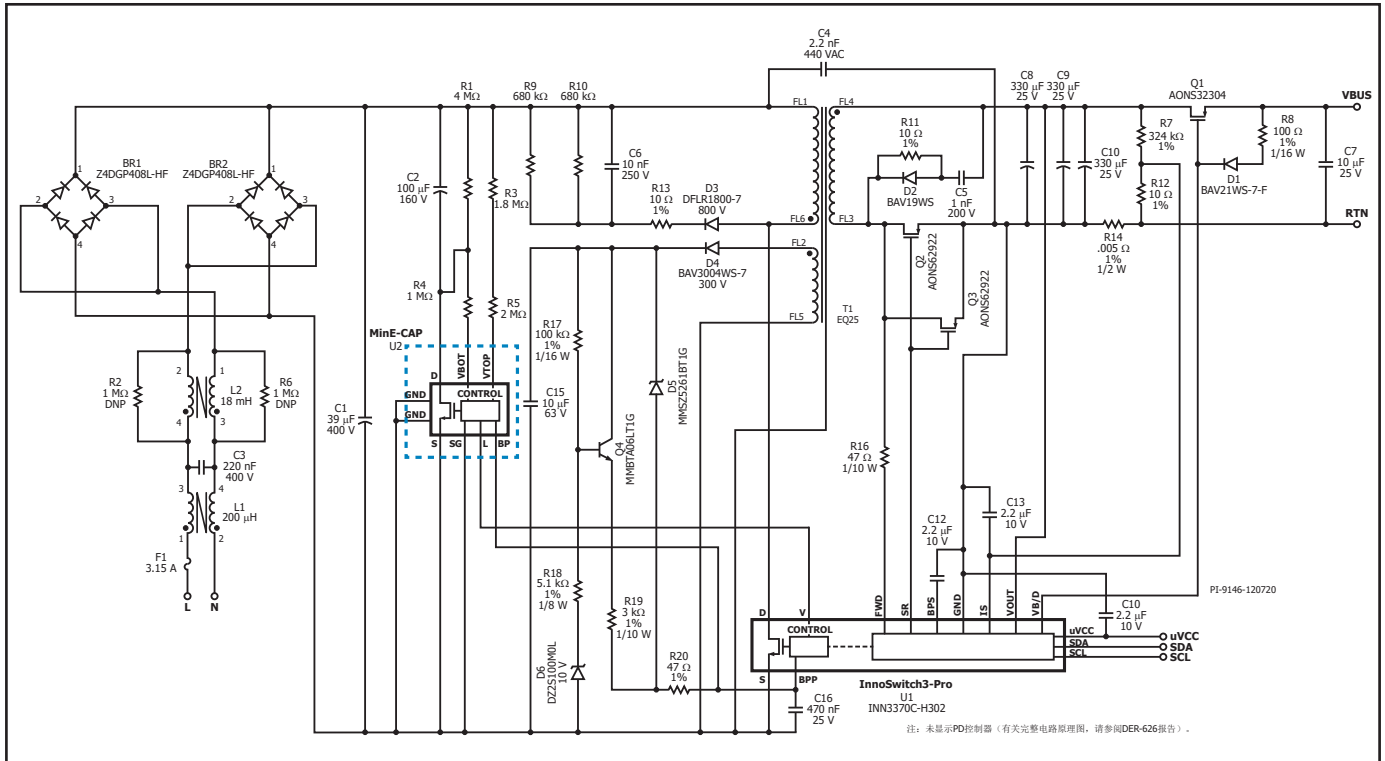 C4
2.2 nF
440 VAC
R1
4 MΩ
R9
680 kΩ
R10
680 kΩ
C8
330 µF
25 V
C9
330 µF
25 V
Q1
AONS32304
VBUS
FL1
FL4
BR1
Z4DGP408L-HF
BR2
Z4DGP408L-HF
1
2
3
4
1
2
3
4
C2
100 µF
160 V
R3
1.8 MΩ
C6
10 nF
250 V
R13
10 Ω
1%
D3
DFLR1800-7
800 V
R11
10 Ω
1%
D2
BAV19WS
C5
1 nF
200 V
C10
330 µF
25 V
R7
324 kΩ
1%
R12
10 Ω
1%
R8
100 Ω
1%
1/16 W
D1
BAV21WS-7-F
C7
10 µF
25 V
RTN
FL6
FL3
FL2
D4
BAV3004WS-7
300 V
R14
.005 Ω
1%
1/2 W
Q2
AONS62922
Q3
AONS62922
R4
1 MΩ
R5
2 MΩ
FL5
T1
EQ25
MinE-CAP
U2
R17
100 kΩ
1%
1/16 W
D
VBOT
VTOP
CONTROL
GND
GND
S
SG
L
BP
R2
1 MΩ
DNP
2
1
L2
18 mH
4
3
R6
1 MΩ
DNP
C1
39 µF
400 V
C15
10 µF
63 V
D5
MMSZ5261BT1G
Q4
MMBTA06LT1G
R16
47 Ω
1/10 W
C3
220 nF
400 V
3
4
L1
200 µH
1
2
F1
3.15 A
L
N
C12
2.2 µF
10 V
C13
2.2 µF
10 V
R18
5.1 kΩ
1%
1/8 W
R19
3 kΩ
1%
1/10 W
D6
DZ2S100M0L
10 V
R20
47 Ω
1%
D
V
CONTROL
S
BPP
FWD
SR
BPS
GND
IS
VOUT
VB/D
PI-9146-120720
C10
2.2 µF
10 V
uVCC
SDA
SCL
uVCC
SDA
SCL
InnoSwitch3-Pro
U1
INN3370C-H302
C16
470 nF
25 V
注：未显示PD控制器（有关完整电路原理图，请参阅DER-626报告）。